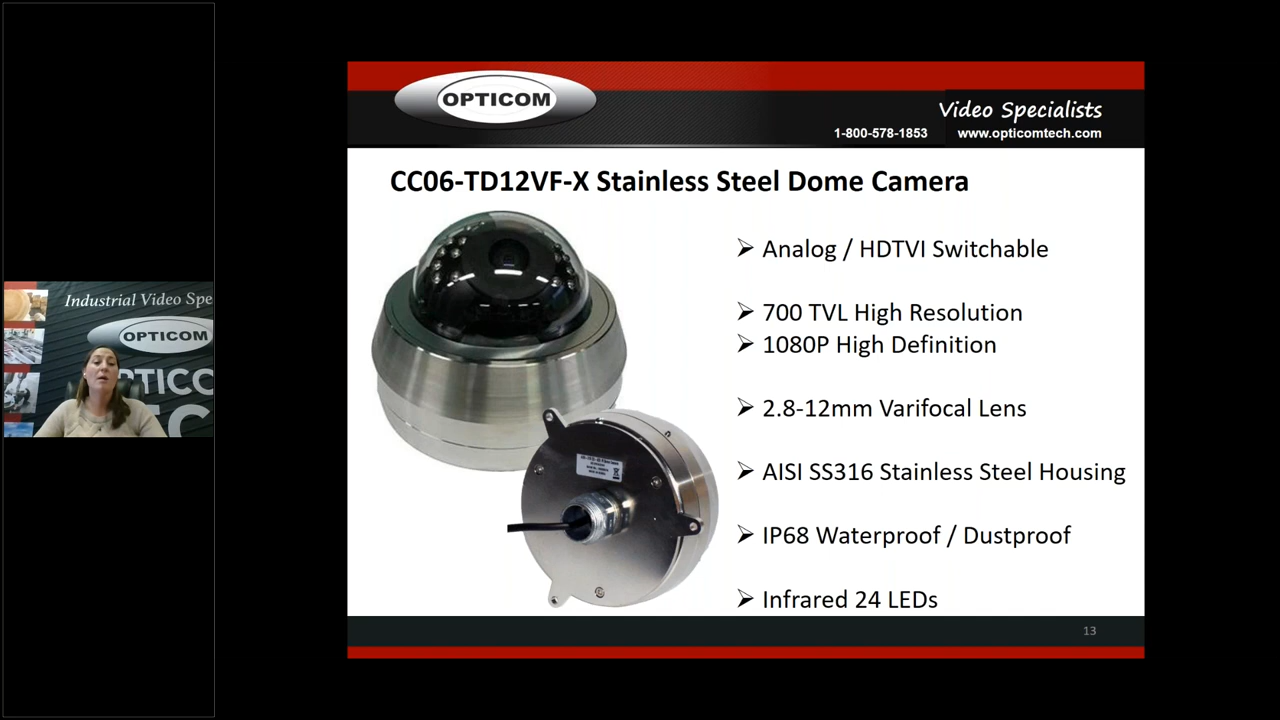 OPTICOM
Video Specialists
1-800-578-1853 www.opticomtech.com
CC06-TD12VF-X Stainless Steel Dome Camera
Analog / HDTVI Switchable
700 TVL High Resolution
1080P High Definition
2.8-12mm Varifocal Lens
AISI SS316 Stainless Steel Housing
IP68 Waterproof / Dustproof
Infrared 24 LEDs
13
Industrial Video Spe
OPTICOM
PTICO